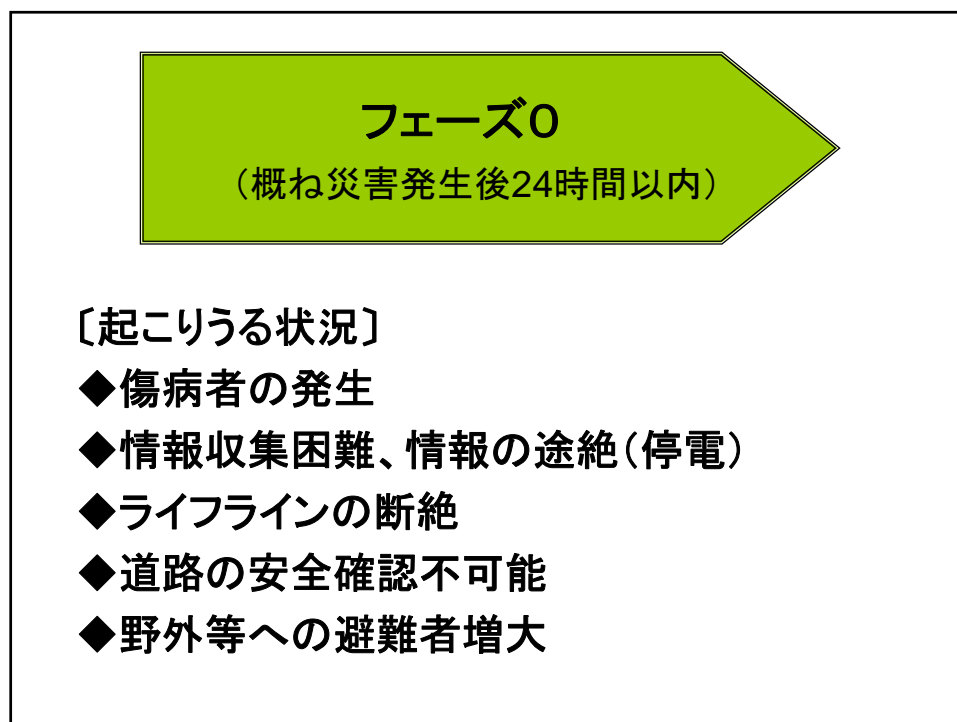 フェーズ0
（概ね災害発生後24時間以内）
〔起こりうる状況〕
◆傷病者の発生
◆情報収集困難、情報の途絶（停電）
◆ライフラインの断絶
◆道路の安全確認不可能
◆野外等への避難者増大